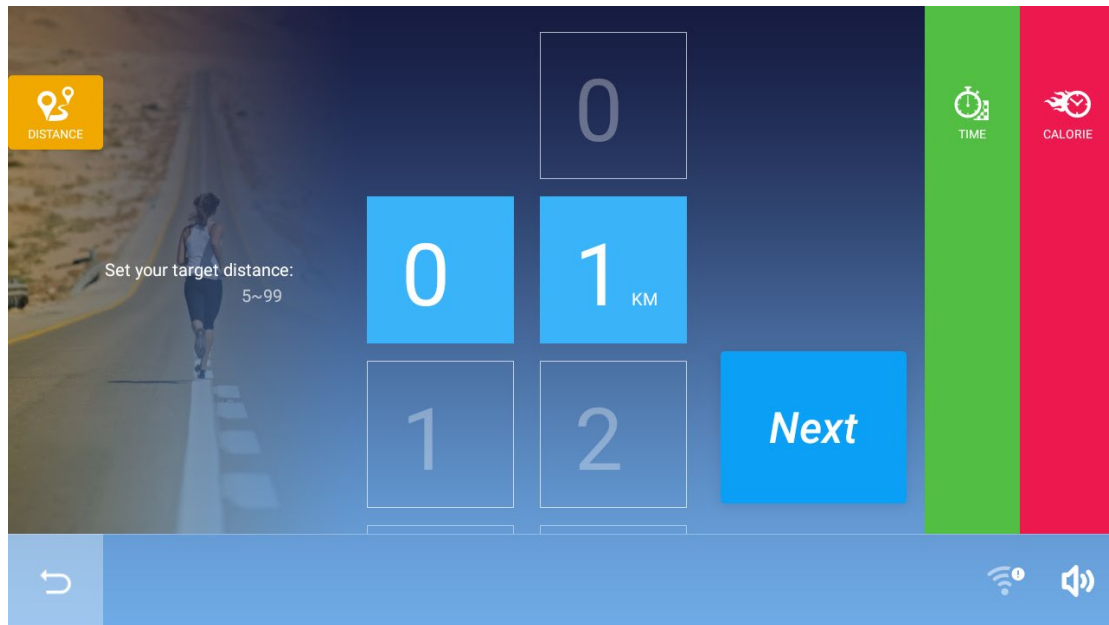 DISTANCE
Set your target distance:
5~99
0
0
1 KM
1
2
Next
TIME
CALORIE